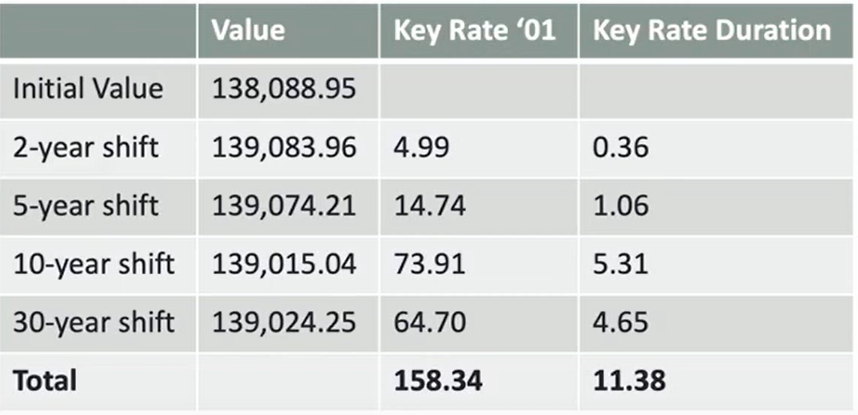 Value Key Rate ‘01 Key Rate Duration
Initial Value 138,088.95
2-year shift 139,083.96 4.99 0.36
5-year shift 139,074.21 14.74 1.06
10-year shift 139,015.04 73.91 5.31
30-year shift 139,024.25 64.70 4.65
Total 158.34 11.38